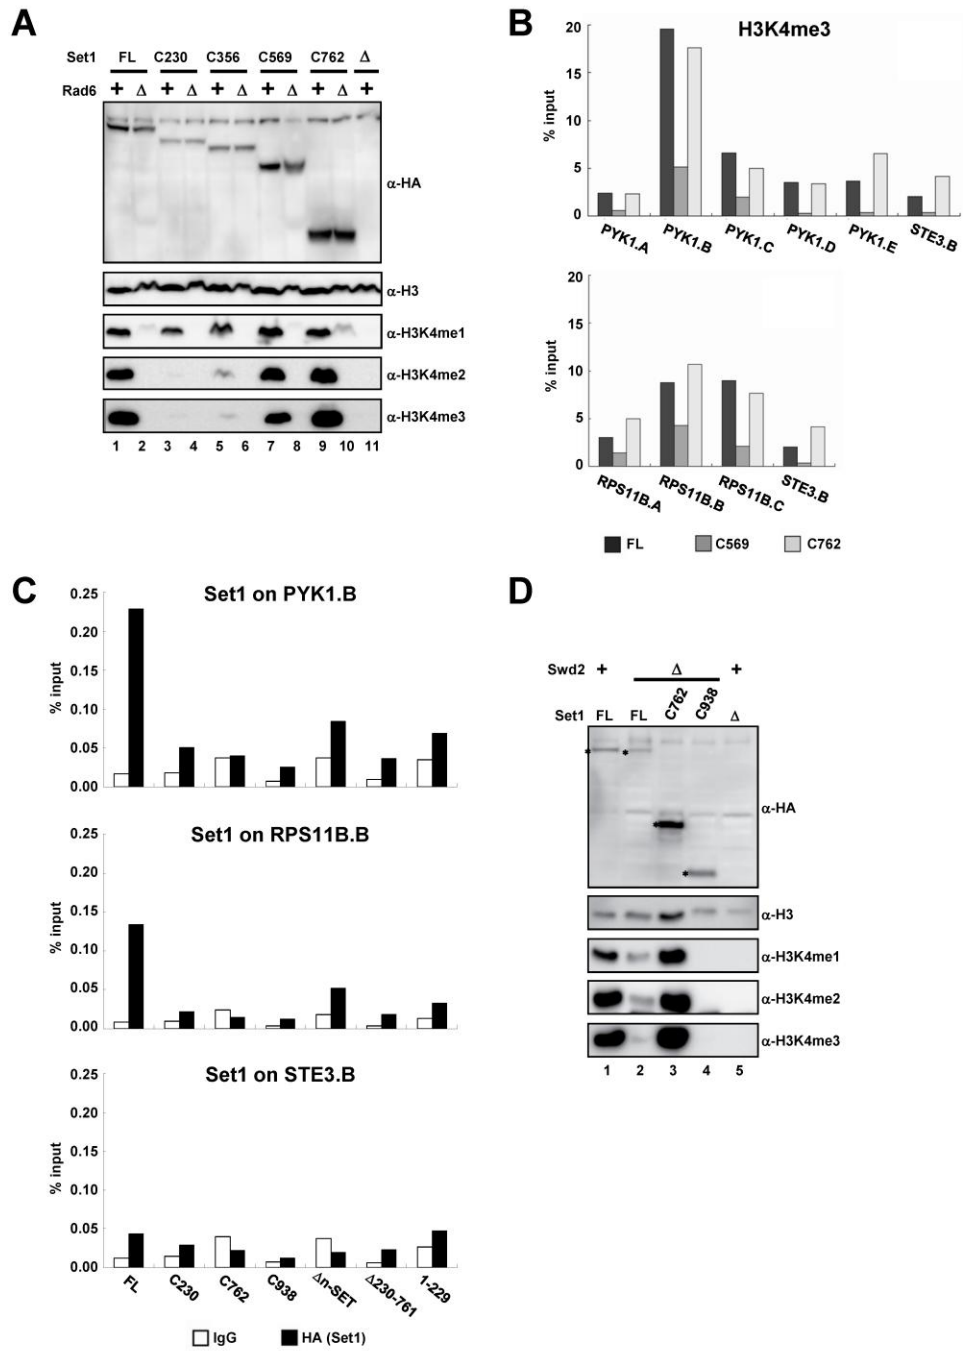 A
Set1 FL C230 C356 C569 C762 Δ
Rad6 + Δ + Δ + Δ + Δ + Δ +
α-HA
α-H3
α-H3K4me1
α-H3K4me2
α-H3K4me3
1 2 3 4 5 6 7 8 9 10 11
B
H3K4me3
% input
20
15
10
5
0
PYK1.A PYK1.B PYK1.C PYK1.D PYK1.E STE3.B
% input
20
15
10
5
0
RPS11B.A RPS11B.B RPS11B.C STE3.B
FL C569 C762
C
Set1 on PYK1.B
% input
0.25
0.20
0.15
0.10
0.05
0.00
Set1 on RPS11B.B
% input
0.25
0.20
0.15
0.10
0.05
0.00
Set1 on STE3.B
% input
0.25
0.20
0.15
0.10
0.05
0.00
FL C230 C762 C938 Δn-SET Δ230-761 1-229
IgG HA (Set1)
D
Swd2 + Δ +
Set1 FL FL C762 C938 Δ
* * * *
α-HA
α-H3
α-H3K4me1
α-H3K4me2
α-H3K4me3
1 2 3 4 5